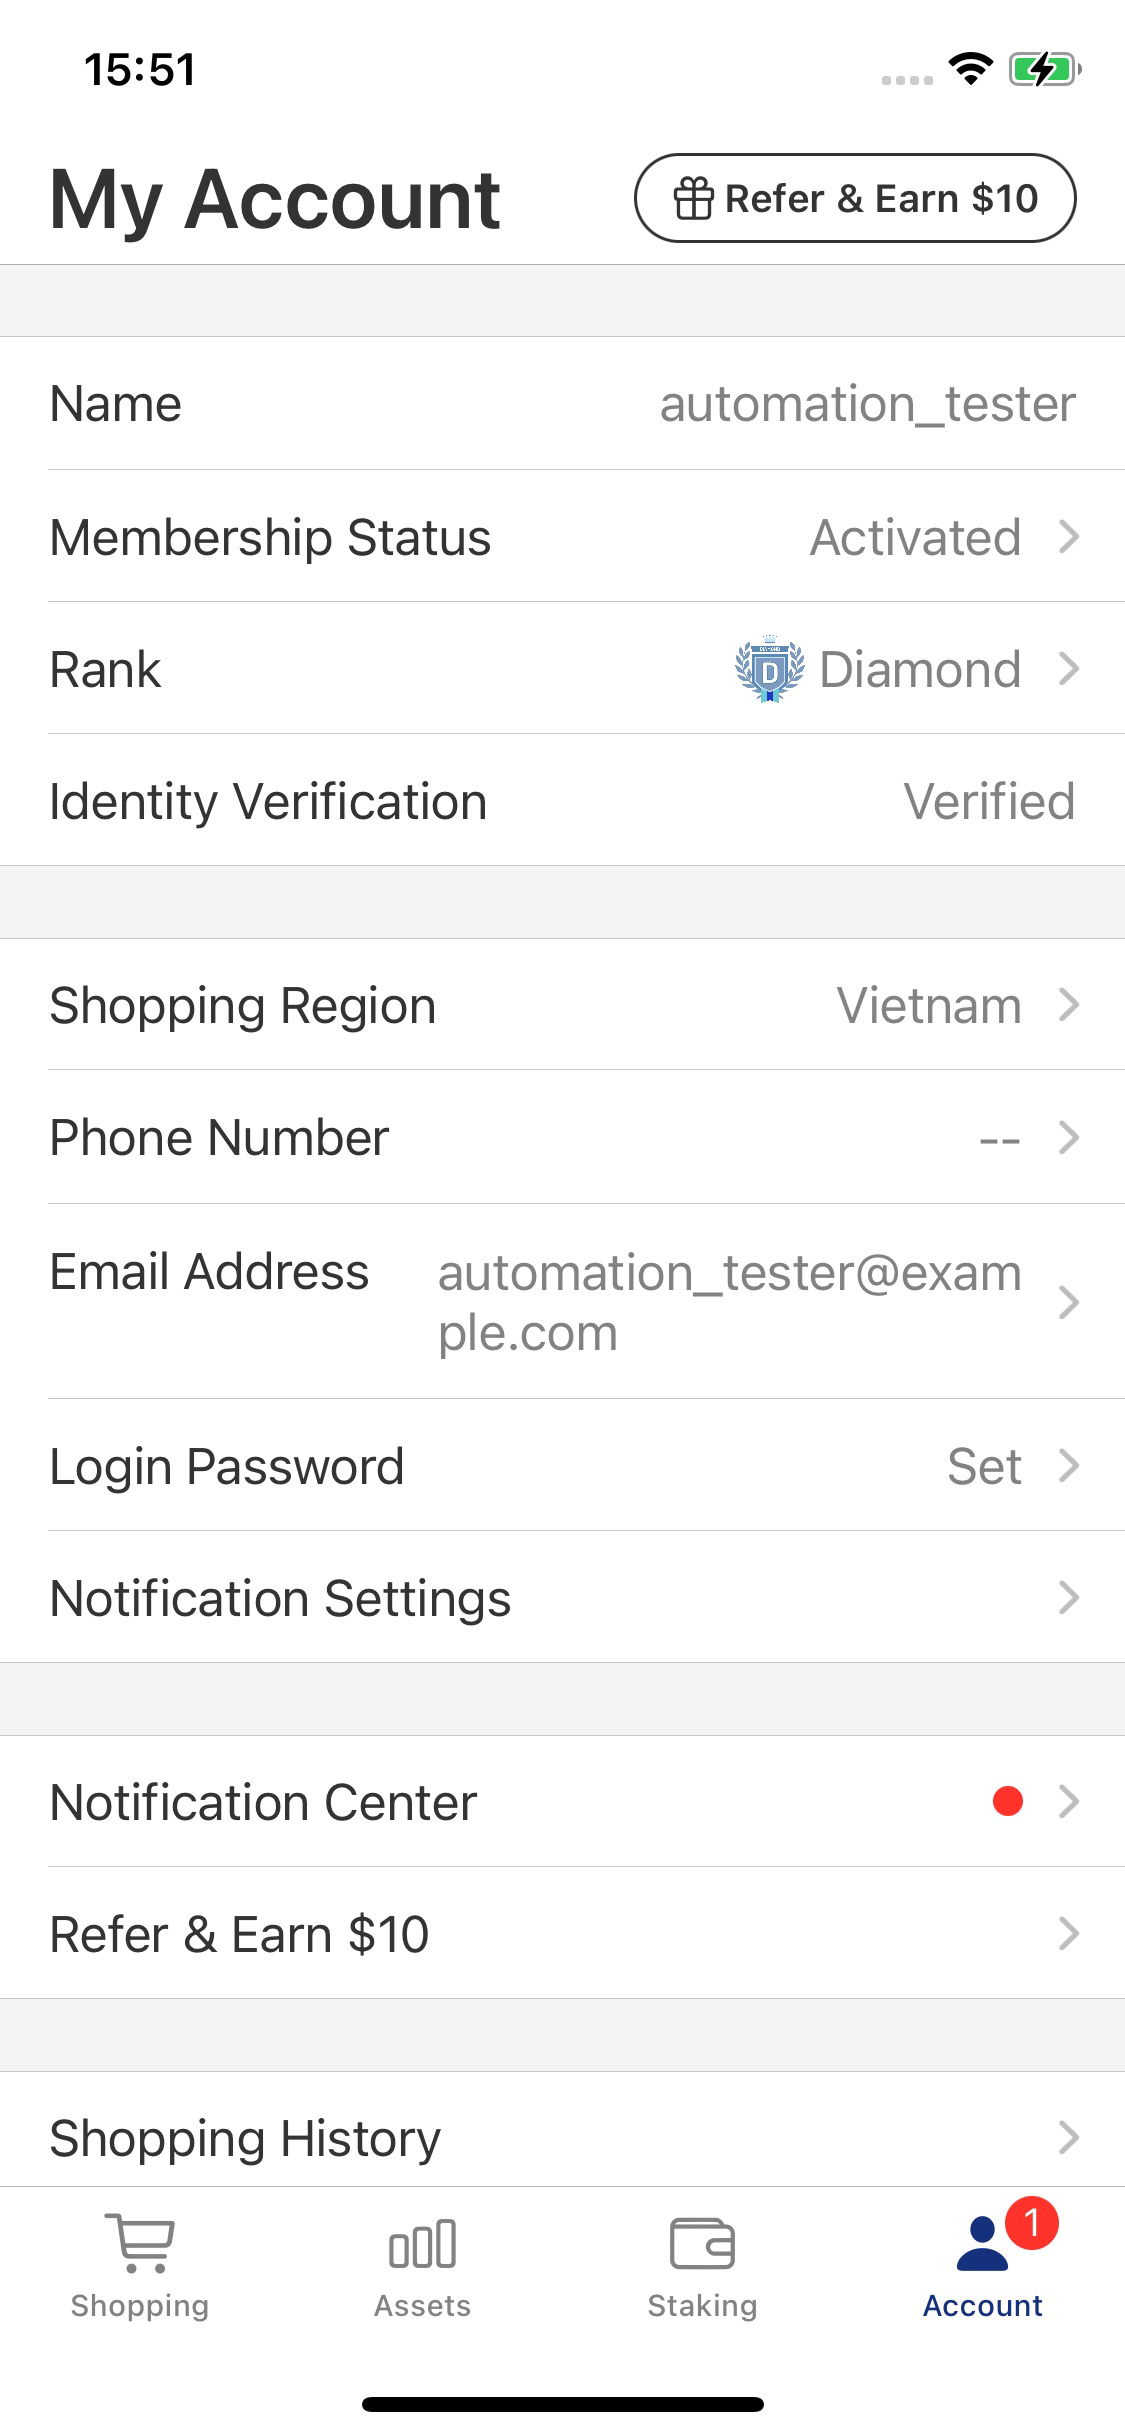 15:51
My Account
Refer & Earn $10
Name automation_tester
Membership Status Activated
Rank D Diamond
Identity Verification Verified
Shopping Region Vietnam
Phone Number --
Email Address automation_tester@exam
ple.com
Login Password Set
Notification Settings
Notification Center
Refer & Earn $10
Shopping History
1
Shopping Assets Staking Account